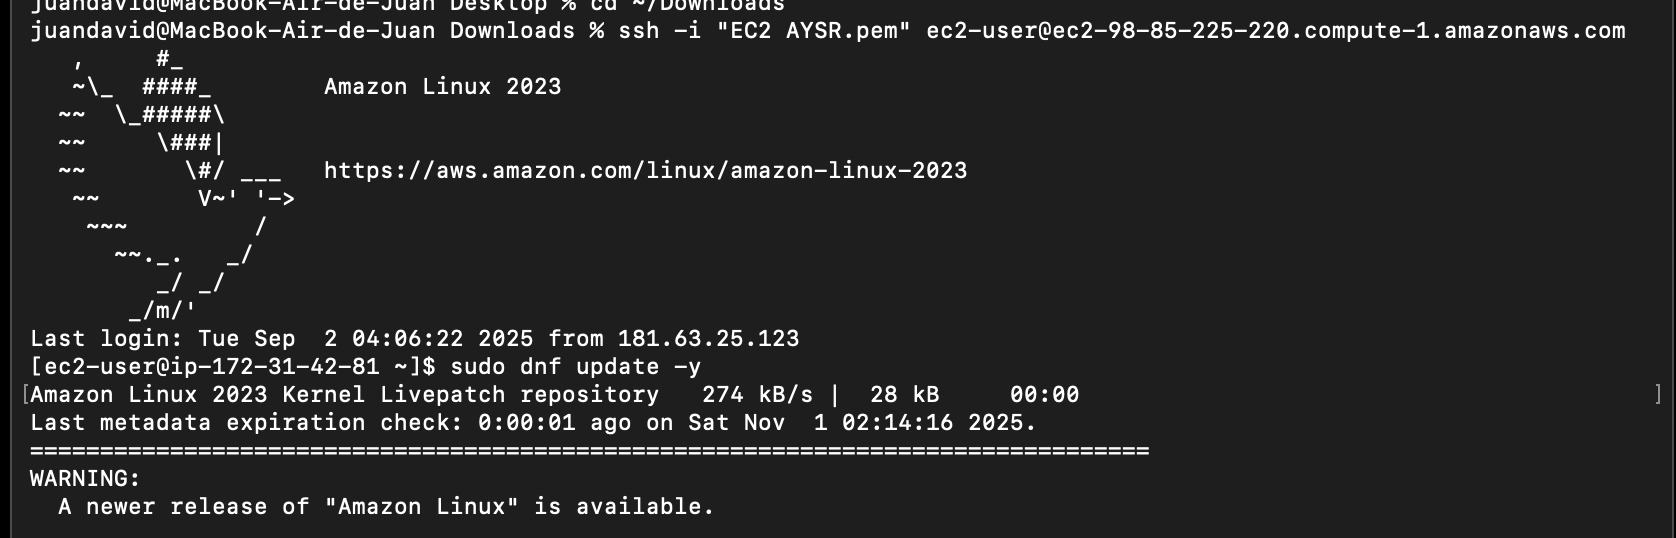 juandavid@MacBook-Air-de-Juan Desktop % cd ~/Downloads
juandavid@MacBook-Air-de-Juan Downloads % ssh -i "EC2 AYSR.pem" ec2-user@ec2-98-85-225-220.compute-1.amazonaws.com
   ,     #_
   ~\_  ####_        Amazon Linux 2023
  ~~  \_#####\
  ~~     \###|
  ~~       \#/ ___   https://aws.amazon.com/linux/amazon-linux-2023
   ~~       V~' '->
    ~~~         /
      ~~._.   _/
         _/ _/
       _/m/'
Last login: Tue Sep  2 04:06:22 2025 from 181.63.25.123
[ec2-user@ip-172-31-42-81 ~]$ sudo dnf update -y
[Amazon Linux 2023 Kernel Livepatch repository   274 kB/s |  28 kB     00:00    ]
Last metadata expiration check: 0:00:01 ago on Sat Nov  1 02:14:16 2025.
================================================================================
WARNING:
  A newer release of "Amazon Linux" is available.